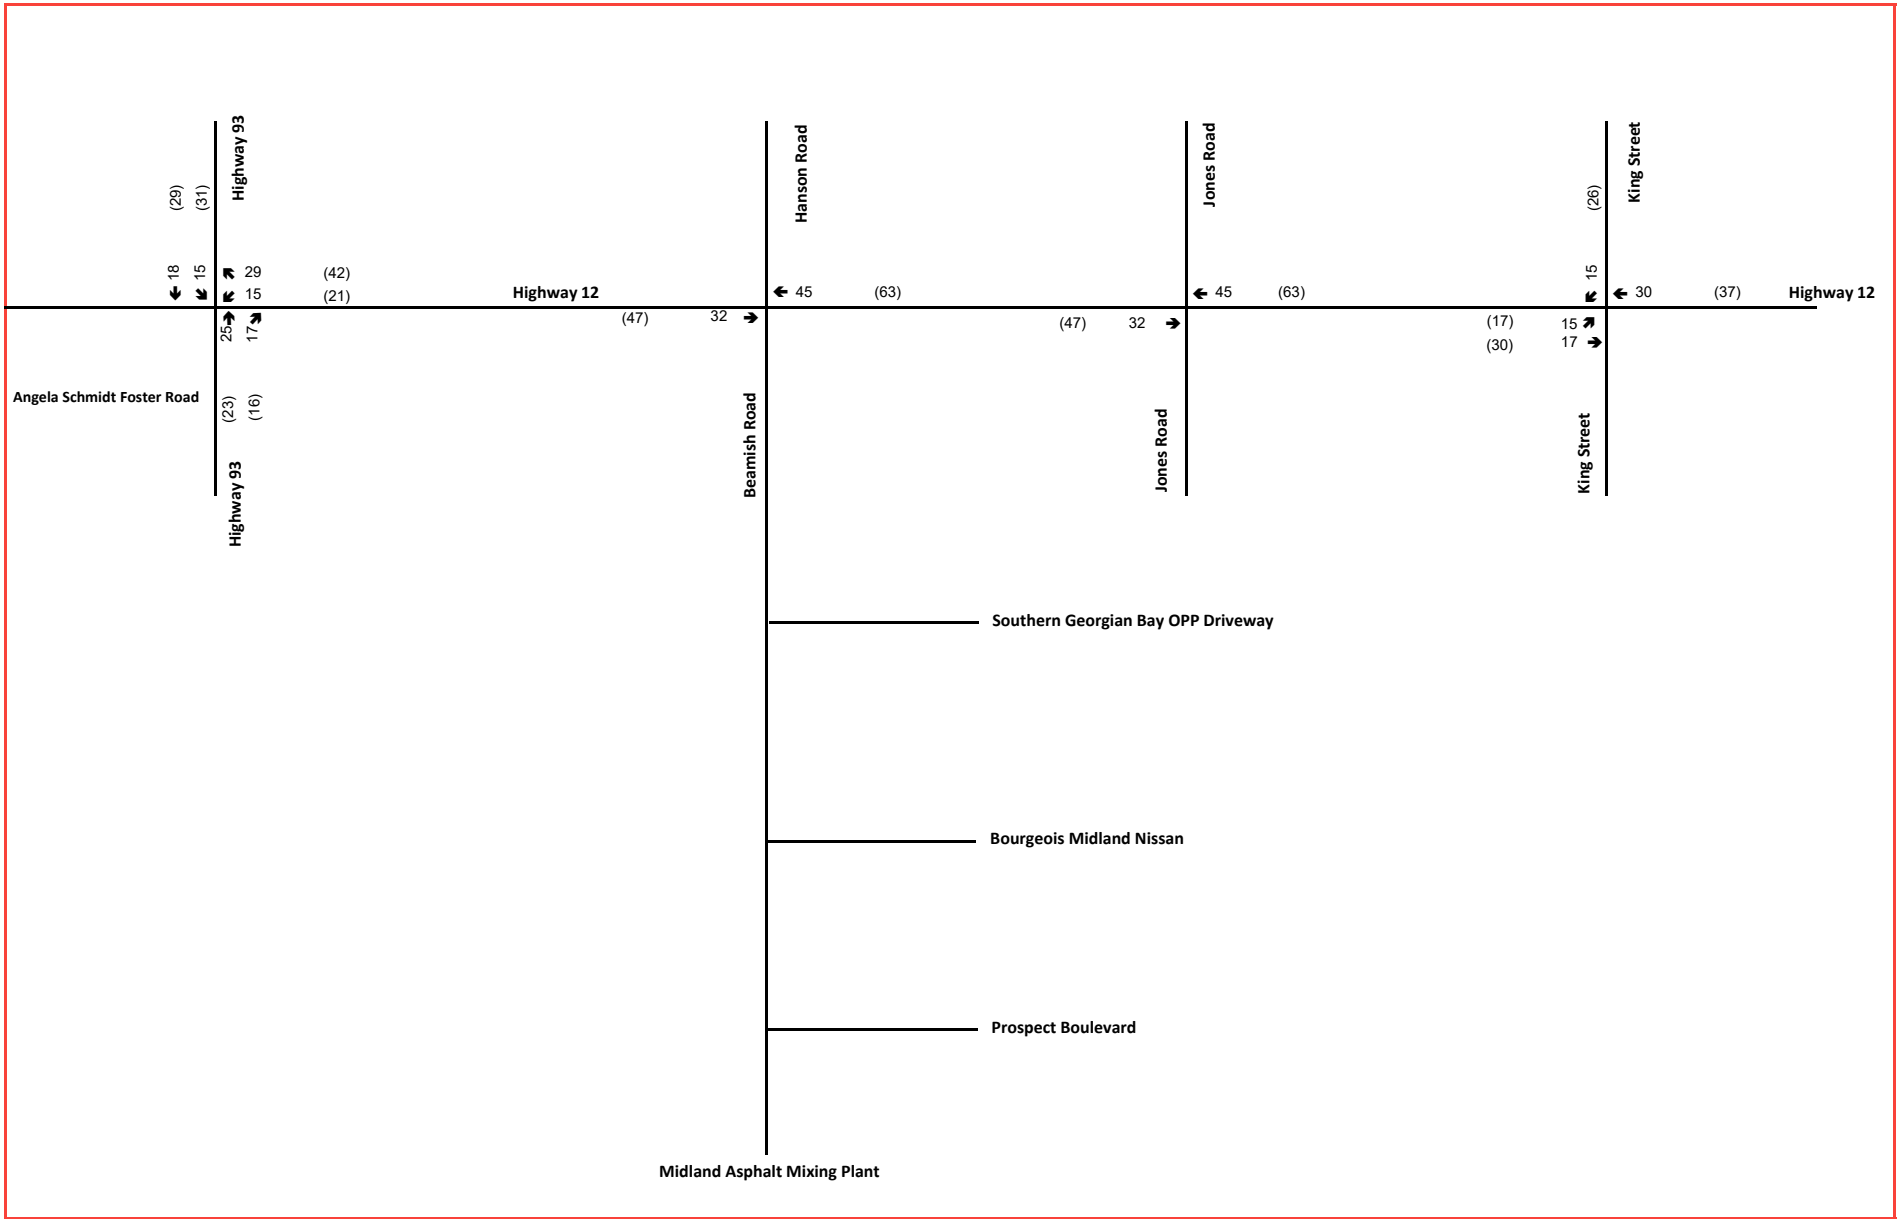 Highway 93
Hanson Road
Jones Road
King Street
(29)
(31)
(26)
18
15
29
(42)
15
(21)
Highway 12
45
(63)
45
(63)
15
30
(37)
Highway 12
25
17
(47)
32
(47)
32
(17)
15
(30)
17
Angela Schmidt Foster Road
(23)
(16)
Highway 93
Beamish Road
Jones Road
King Street
Southern Georgian Bay OPP Driveway
Bourgeois Midland Nissan
Prospect Boulevard
Midland Asphalt Mixing Plant